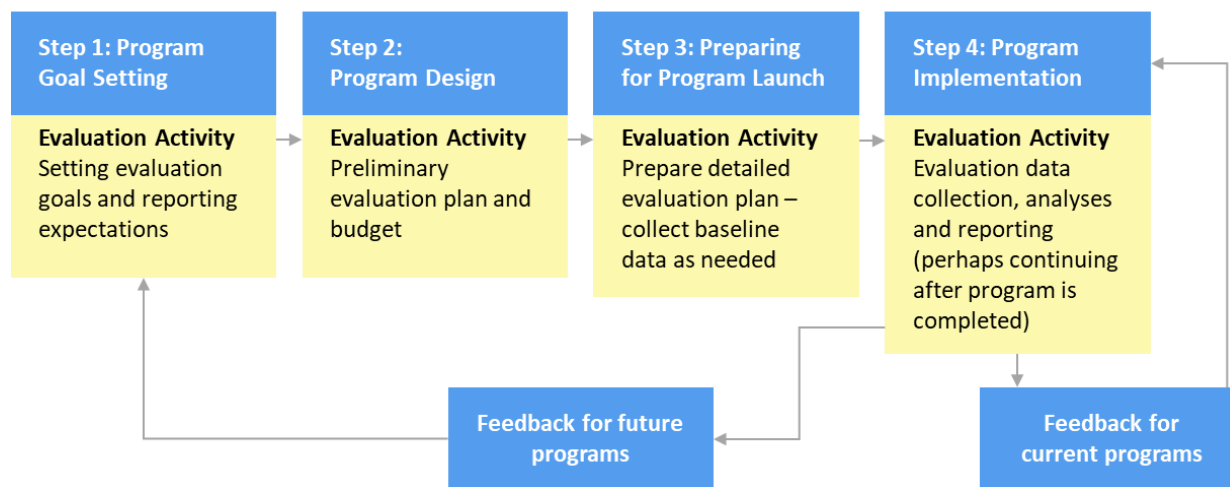 Step 1: Program
Goal Setting
Evaluation Activity
Setting evaluation
goals and reporting
expectations
Step 2:
Program Design
Evaluation Activity
Preliminary
evaluation plan and
budget
Step 3: Preparing
for Program Launch
Evaluation Activity
Prepare detailed
evaluation plan –
collect baseline
data as needed
Step 4: Program
Implementation
Evaluation Activity
Evaluation data
collection, analyses
and reporting
(perhaps continuing
after program is
completed)
Feedback for future
programs
Feedback for
current programs